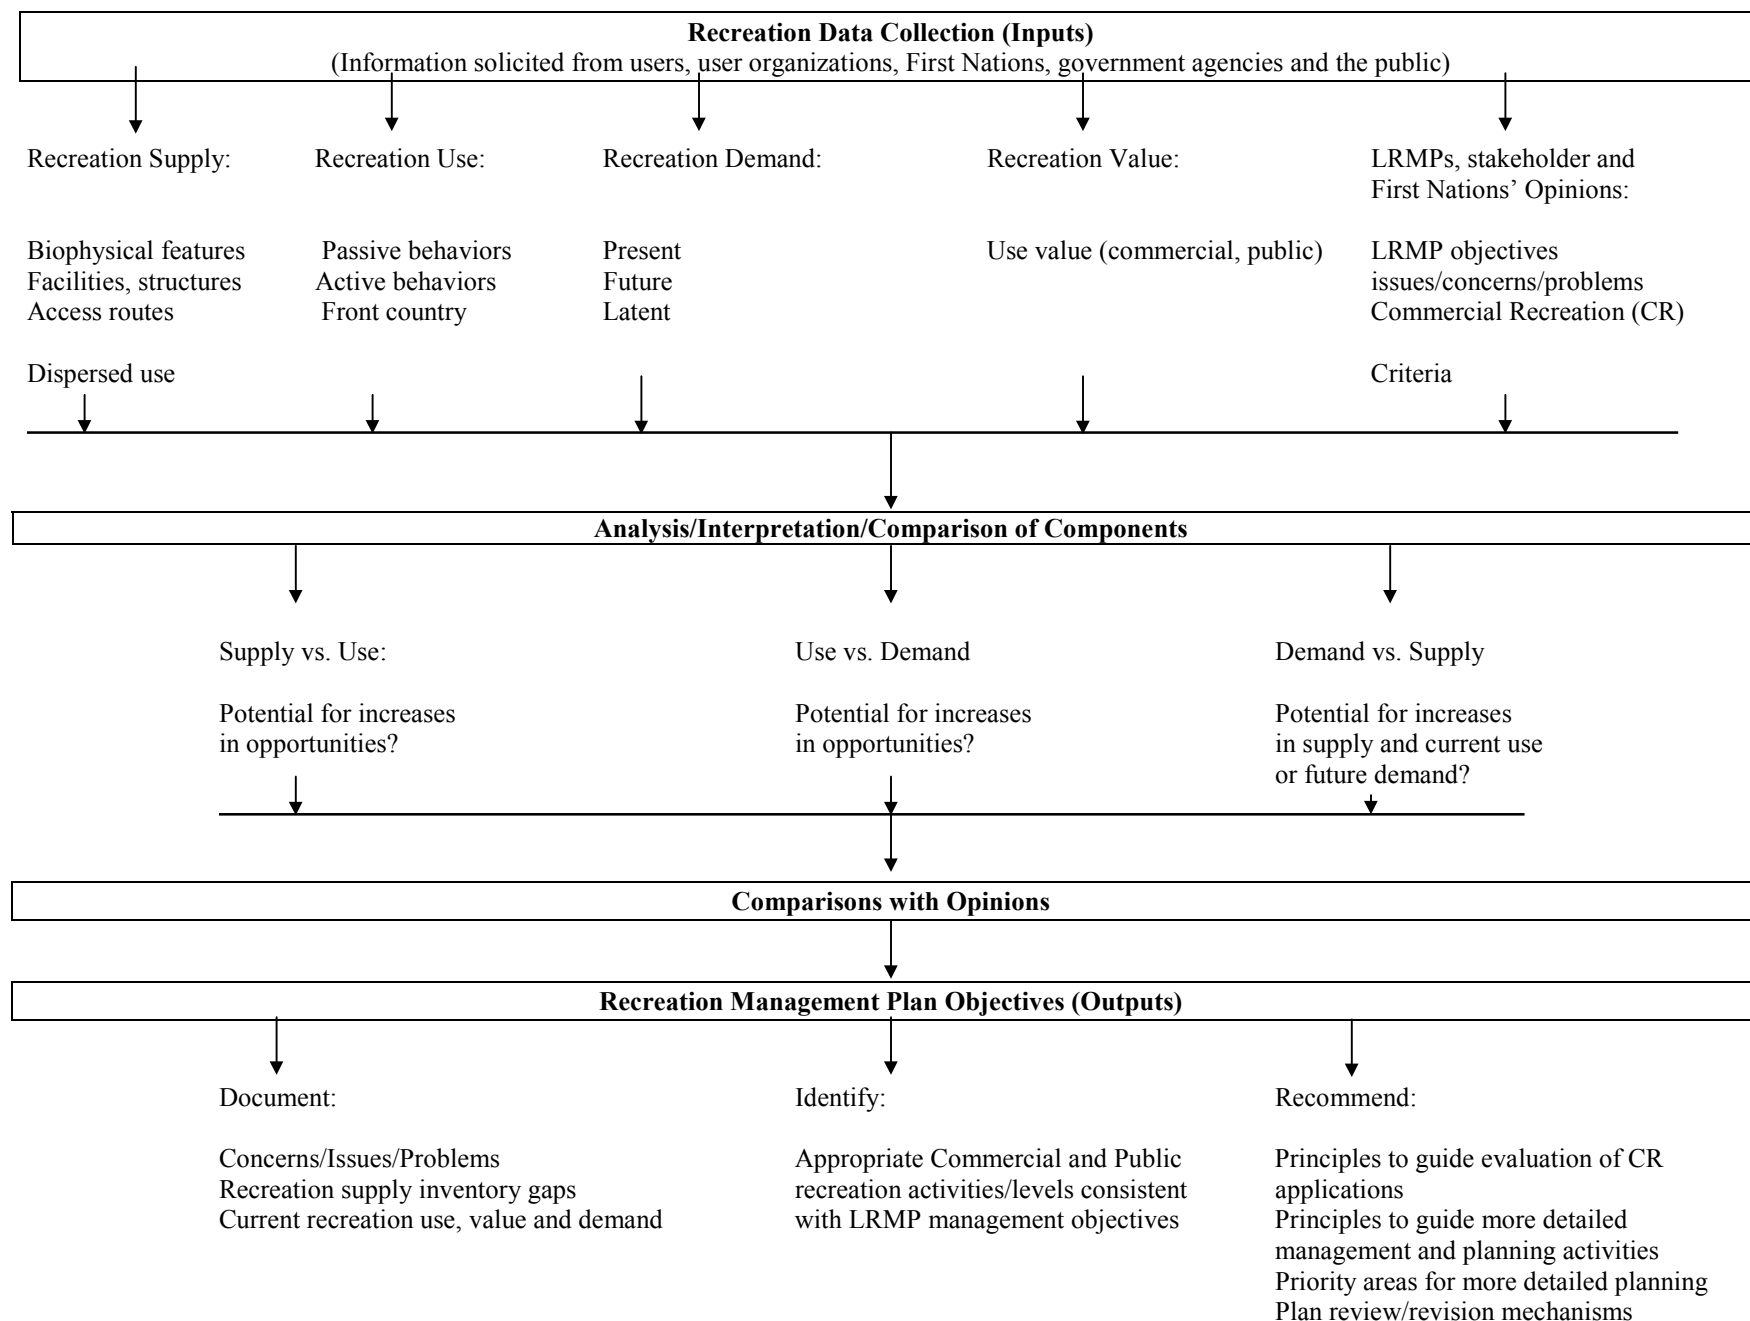 Recreation Data Collection (Inputs)
(Information solicited from users, user organizations, First Nations, government agencies and the public)
Recreation Supply:
Biophysical features
Facilities, structures
Access routes
Dispersed use
Recreation Use:
Passive behaviors
Active behaviors
Front country
Recreation Demand:
Present
Future
Latent
Recreation Value:
Use value (commercial, public)
LRMPs, stakeholder and
First Nations’ Opinions:
LRMP objectives
issues/concerns/problems
Commercial Recreation (CR)
Criteria
Analysis/Interpretation/Comparison of Components
Supply vs. Use:
Potential for increases
in opportunities?
Use vs. Demand
Potential for increases
in opportunities?
Demand vs. Supply
Potential for increases
in supply and current use
or future demand?
Comparisons with Opinions
Recreation Management Plan Objectives (Outputs)
Document:
Concerns/Issues/Problems
Recreation supply inventory gaps
Current recreation use, value and demand
Identify:
Appropriate Commercial and Public
recreation activities/levels consistent
with LRMP management objectives
Recommend:
Principles to guide evaluation of CR
applications
Principles to guide more detailed
management and planning activities
Priority areas for more detailed planning
Plan review/revision mechanisms